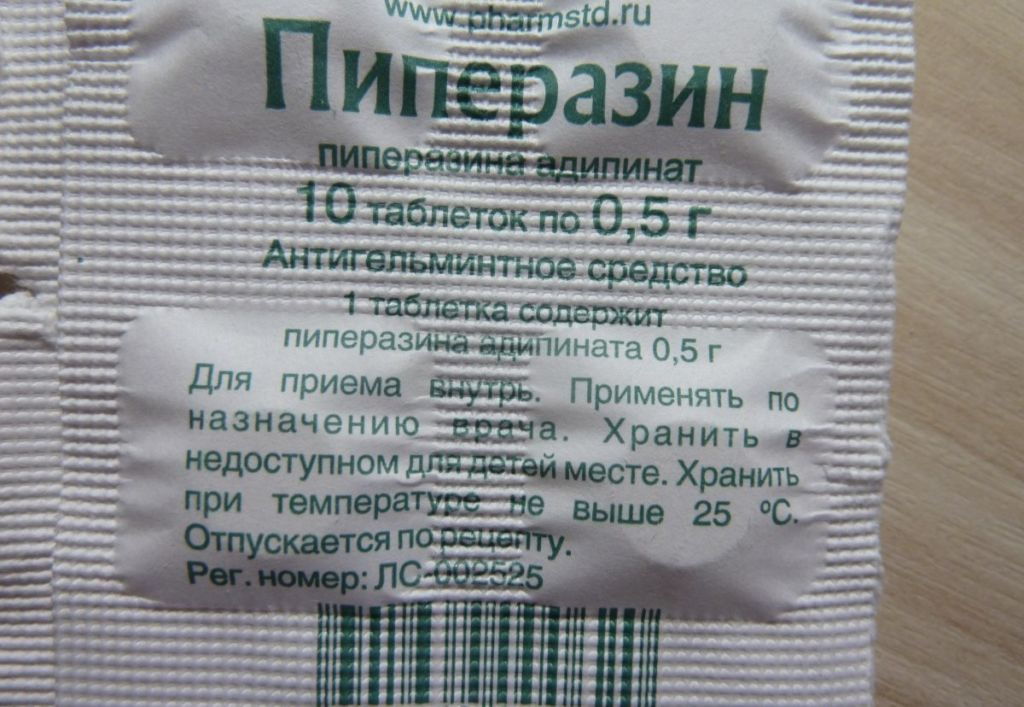 www.pharmstd.ru
Пиперазин
пиперазина адипинат
10 таблеток по 0,5 г
Антигельминтное средство
1 таблетка содержит
пиперазина адипината 0,5 г
Для приема внутрь. Применять по
назначению врача. Хранить в
недоступном для детей месте. Хранить
при температуре не выше 25 ºС.
Отпускается по рецепту.
Рег. номер: ЛС-002525